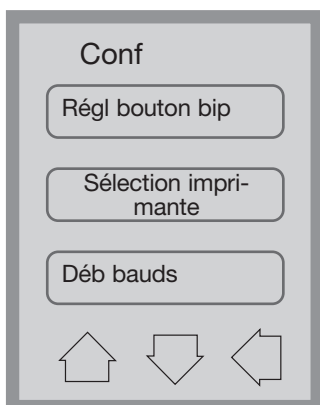 Conf
Régl bouton bip
Sélection impri-
mante
Déb bauds